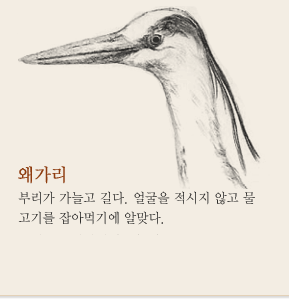 왜가리
부리가 가늘고 길다. 얼굴을 적시지 않고 물
고기를 잡아먹기에 알맞다.